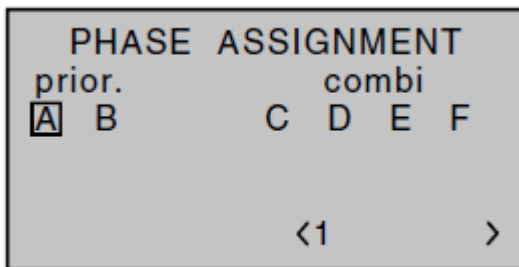 PHASE ASSIGNMENT
prior. combi
A B C D E F
<1 >